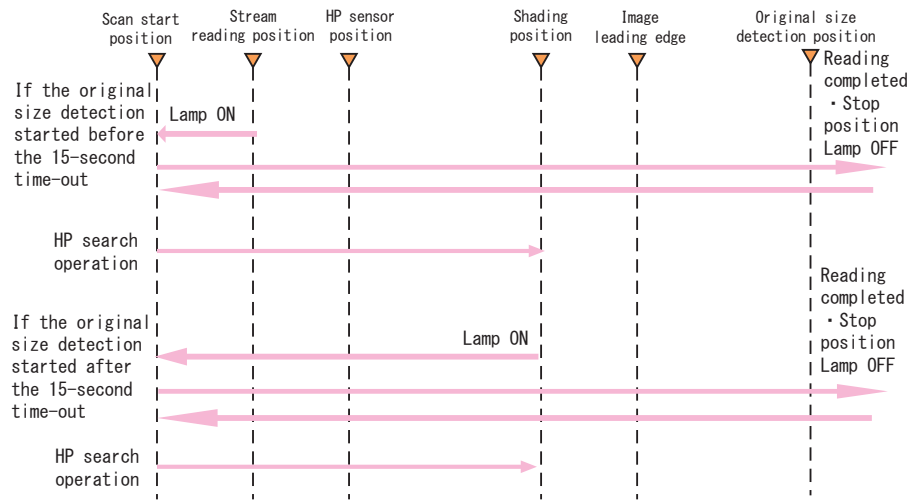 Scan start
position
Stream
reading position
HP sensor
position
Shading
position
Image
leading edge
Original size
detection position
Reading
completed
・Stop
position
Lamp OFF
If the original
size detection
started before
the 15-second
time-out
Lamp ON
HP search
operation
Reading
completed
・Stop
position
Lamp OFF
If the original
size detection
started after
the 15-second
time-out
Lamp ON
HP search
operation